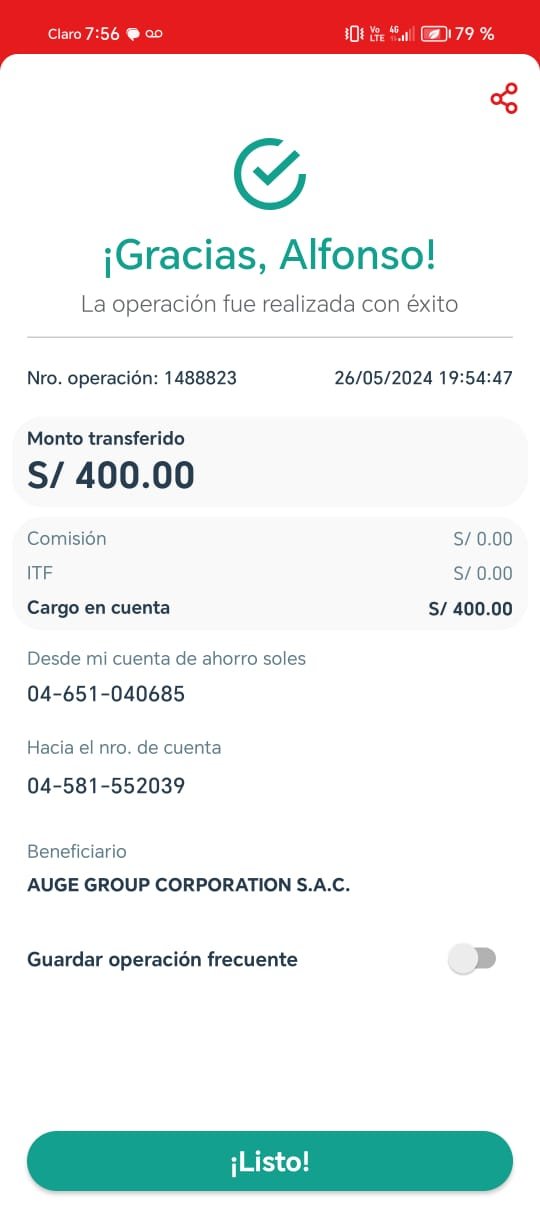 Claro 7:56
Vo LTE 4G 79 %
¡Gracias, Alfonso!
La operación fue realizada con éxito
Nro. operación: 1488823 26/05/2024 19:54:47
Monto transferido
S/ 400.00
Comisión S/ 0.00
ITF S/ 0.00
Cargo en cuenta S/ 400.00
Desde mi cuenta de ahorro soles
04-651-040685
Hacia el nro. de cuenta
04-581-552039
Beneficiario
AUGE GROUP CORPORATION S.A.C.
Guardar operación frecuente
¡Listo!